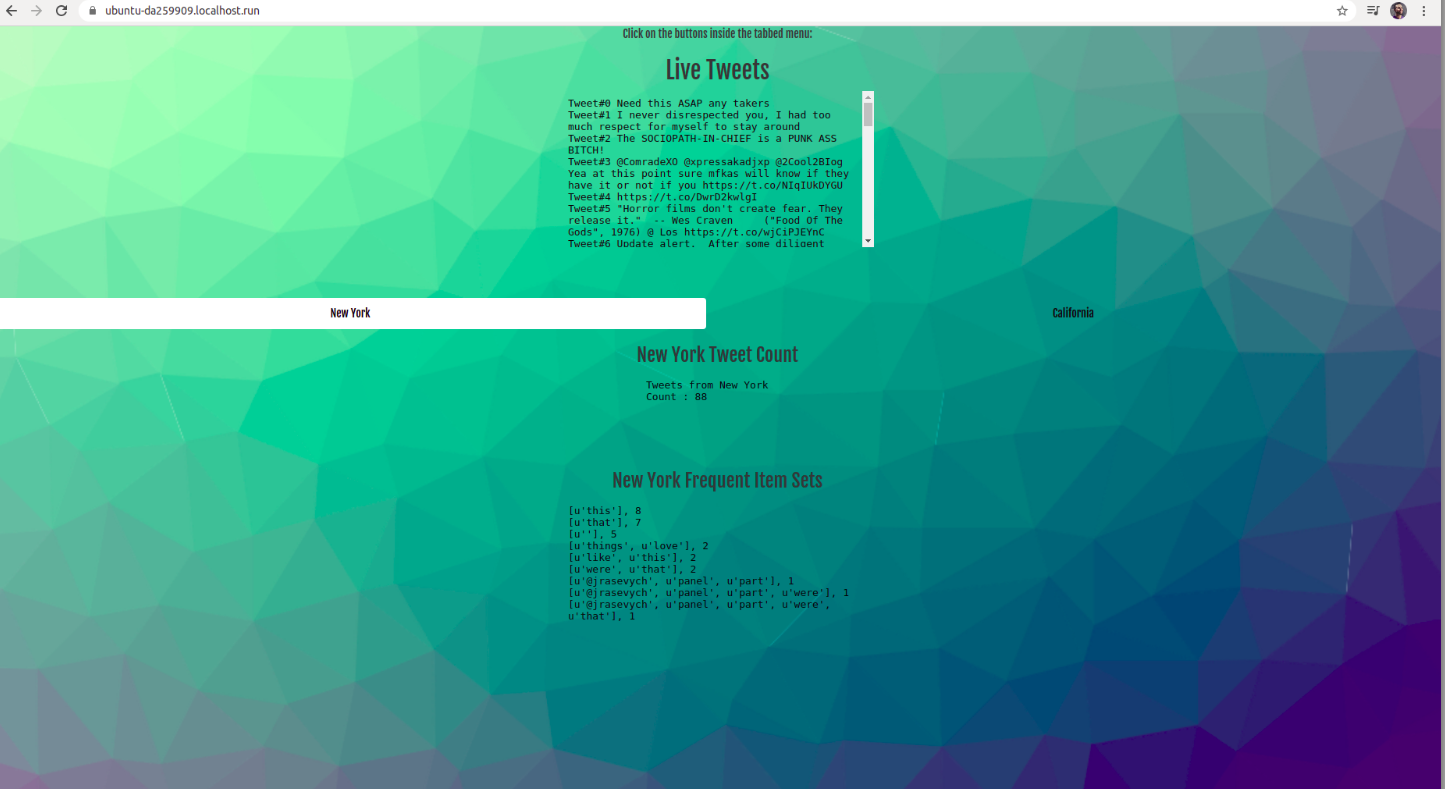 ubuntu-da259909.localhost.run
Click on the buttons inside the tabbed menu:
Live Tweets
Tweet#0 Need this ASAP any takers
Tweet#1 I never disrespected you, I had too
much respect for myself to stay around
Tweet#2 The SOCIOPATH-IN-CHIEF is a PUNK ASS
BITCH!
Tweet#3 @ComradeXO @xpressakadjxp @2Cool2BIog
Yea at this point sure mfkas will know if they
have it or not if you https://t.co/NIqIUkDYGU
Tweet#4 https://t.co/DwrD2kwlgI
Tweet#5 "Horror films don't create fear. They
release it."  -- Wes Craven     ("Food Of The
Gods", 1976) @ Los https://t.co/wjCiPJEYnC
Tweet#6 Update alert.  After some diligent
New York
California
New York Tweet Count
Tweets from New York
Count : 88
New York Frequent Item Sets
[u'this'], 8
[u'that'], 7
[u''], 5
[u'things', u'love'], 2
[u'like', u'this'], 2
[u'were', u'that'], 2
[u'@jrasevych', u'panel', u'part'], 1
[u'@jrasevych', u'panel', u'part', u'were'], 1
[u'@jrasevych', u'panel', u'part', u'were',
u'that'], 1